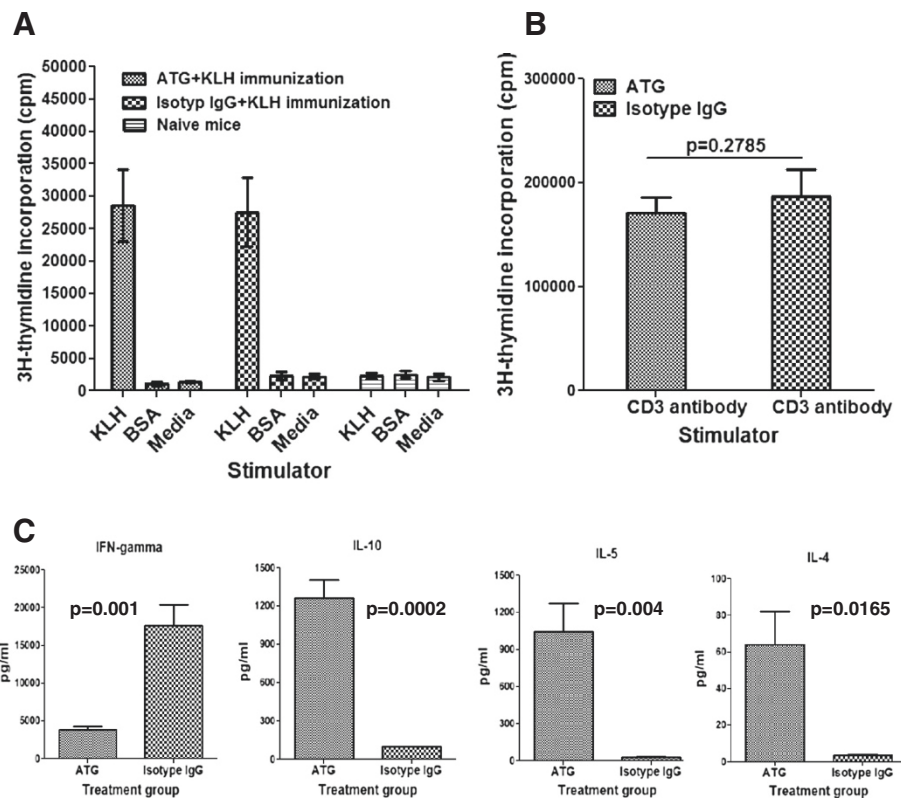 A
3H-thymidine Incorporation (cpm)
50000
45000
40000
35000
30000
25000
20000
15000
10000
5000
0
ATG+KLH immunization
Isotyp IgG+KLH immunization
Naive mice
KLH
BSA
Media
KLH
BSA
Media
KLH
BSA
Media
Stimulator
B
3H-thymidine incorporation (cpm)
300000
200000
100000
0
ATG
Isotype IgG
p=0.2785
CD3 antibody
CD3 antibody
Stimulator
C
IFN-gamma
pg/ml
25000
20000
15000
10000
5000
0
p=0.001
ATG
Isotype IgG
Treatment group
IL-10
pg/ml
1500
1200
900
600
300
0
p=0.0002
ATG
Isotype IgG
Treatment group
IL-5
pg/ml
1500
1200
900
600
300
0
p=0.004
ATG
Isotype IgG
Treatment group
IL-4
pg/ml
100
80
60
40
20
0
p=0.0165
ATG
Isotype IgG
Treatment group